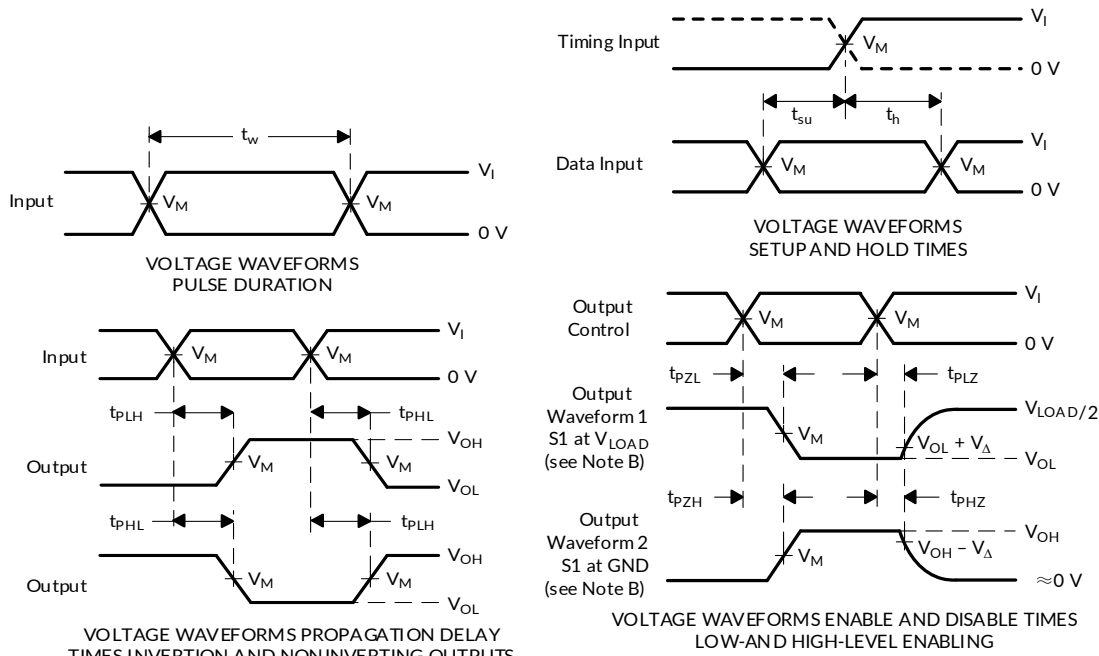 t_w
V_I
Input
V_M
V_M
0 V
VOLTAGE WAVEFORMS
PULSE DURATION
Timing Input
V_I
V_M
0 V
t_su
t_h
Data Input
V_I
V_M
V_M
0 V
VOLTAGE WAVEFORMS
SETUP AND HOLD TIMES
Input
V_I
V_M
V_M
0 V
t_PLH
t_PHL
Output
V_OH
V_M
V_M
V_OL
t_PHL
t_PLH
Output
V_OH
V_M
V_M
V_OL
VOLTAGE WAVEFORMS PROPAGATION DELAY
TIMES INVERTION AND NONINVERTING OUTPUTS
Output
Control
V_I
V_M
V_M
0 V
t_PZL
t_PLZ
Output
Waveform 1
S1 at V_LOAD
(see Note B)
V_LOAD/2
V_M
V_OL + V_Δ
V_OL
t_PZH
t_PHZ
Output
Waveform 2
S1 at GND
(see Note B)
V_OH
V_M
V_OH – V_Δ
≈0 V
VOLTAGE WAVEFORMS ENABLE AND DISABLE TIMES
LOW-AND HIGH-LEVEL ENABLING